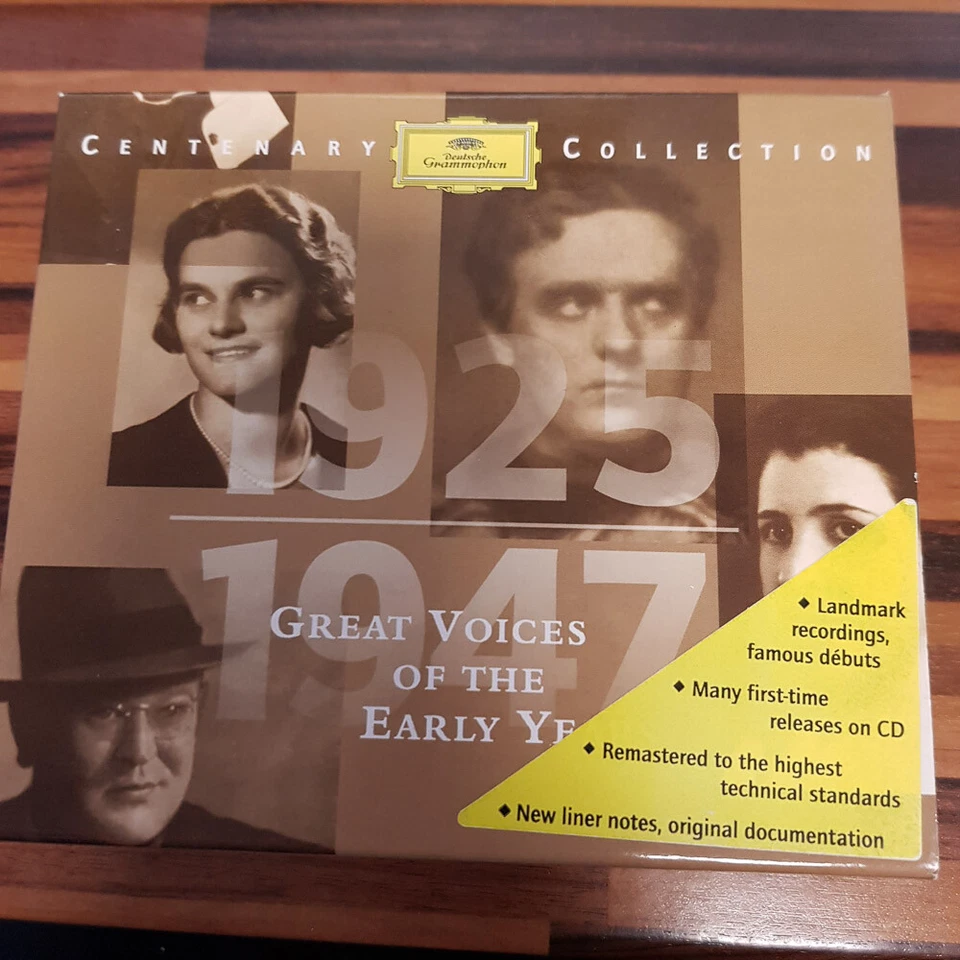 CENTENARY COLLECTION
Deutsche
Grammophon
1925
1947
GREAT VOICES
OF THE
EARLY YE
◆ Landmark
recordings,
famous débuts
◆ Many first-time
releases on CD
◆ Remastered to the highest
technical standards
◆ New liner notes, original documentation